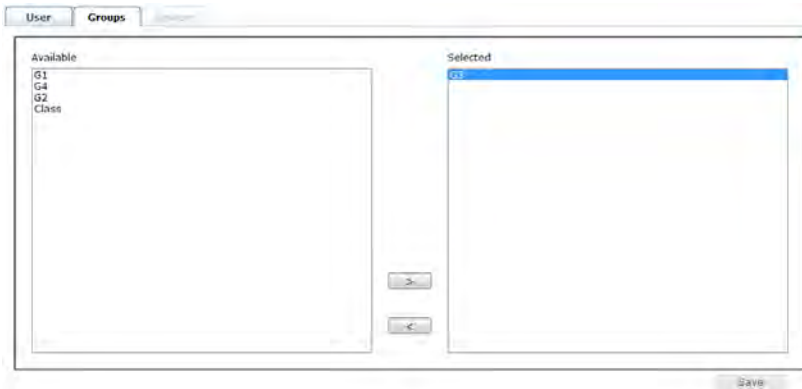 User Groups
Available
Selected
G1
G4
G2
Class
G3
>
<
Save